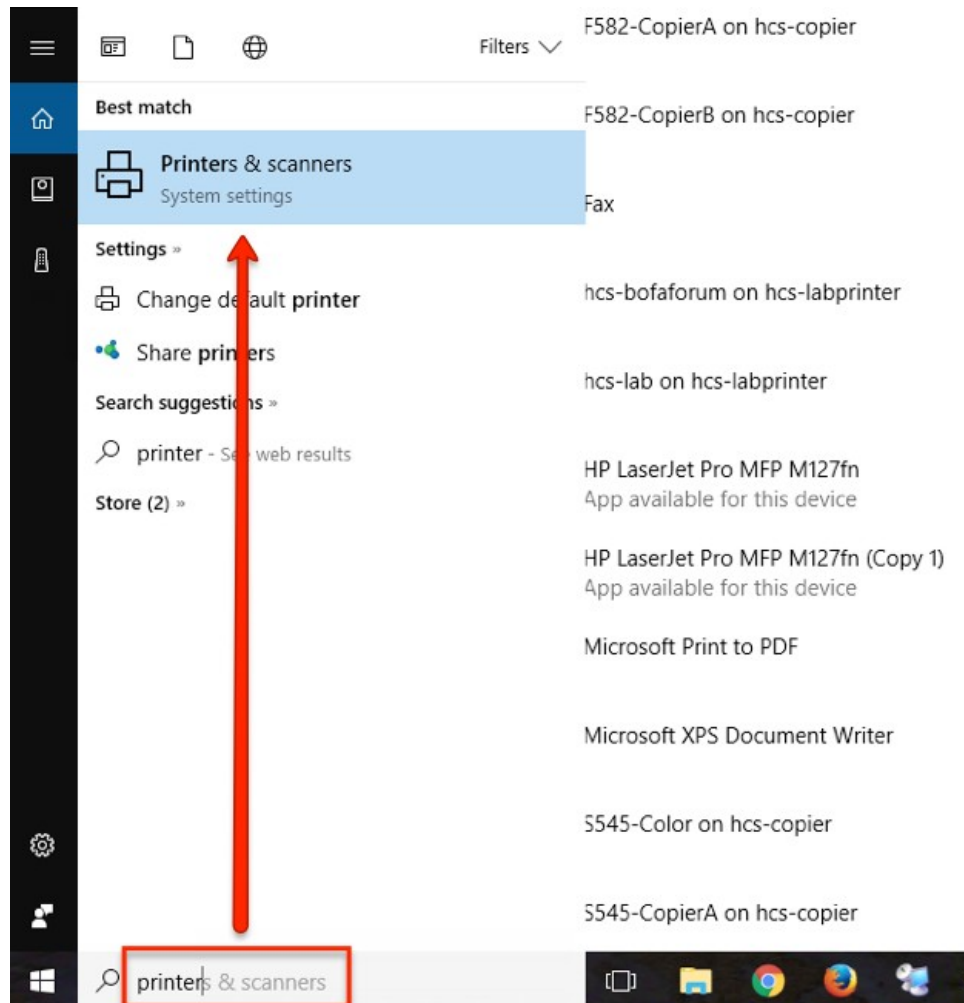 Filters
Best match
Printers & scanners
System settings
Settings »
Change default printer
Share printers
Search suggestions »
printer - See web results
Store (2) »
printers & scanners
F582-CopierA on hcs-copier
F582-CopierB on hcs-copier
Fax
hcs-bofaforum on hcs-labprinter
hcs-lab on hcs-labprinter
HP LaserJet Pro MFP M127fn
App available for this device
HP LaserJet Pro MFP M127fn (Copy 1)
App available for this device
Microsoft Print to PDF
Microsoft XPS Document Writer
S545-Color on hcs-copier
S545-CopierA on hcs-copier